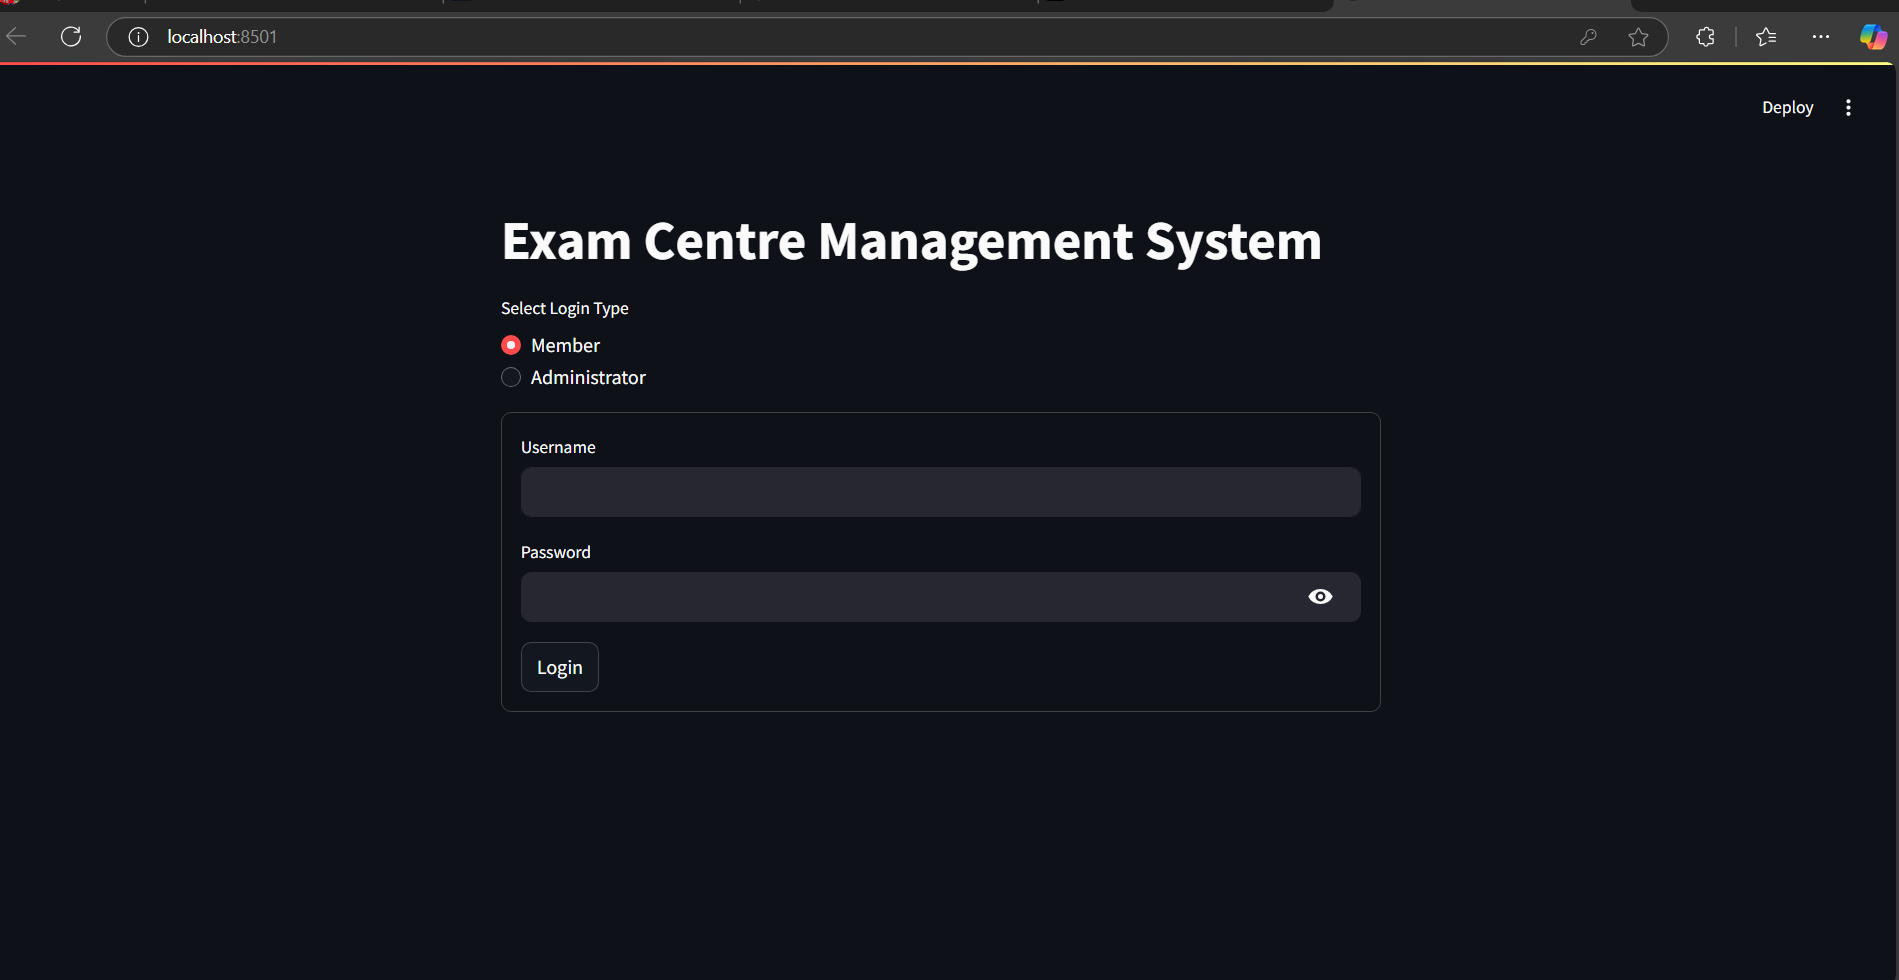 localhost:8501
Deploy
Exam Centre Management System
Select Login Type
Member
Administrator
Username
Password
Login